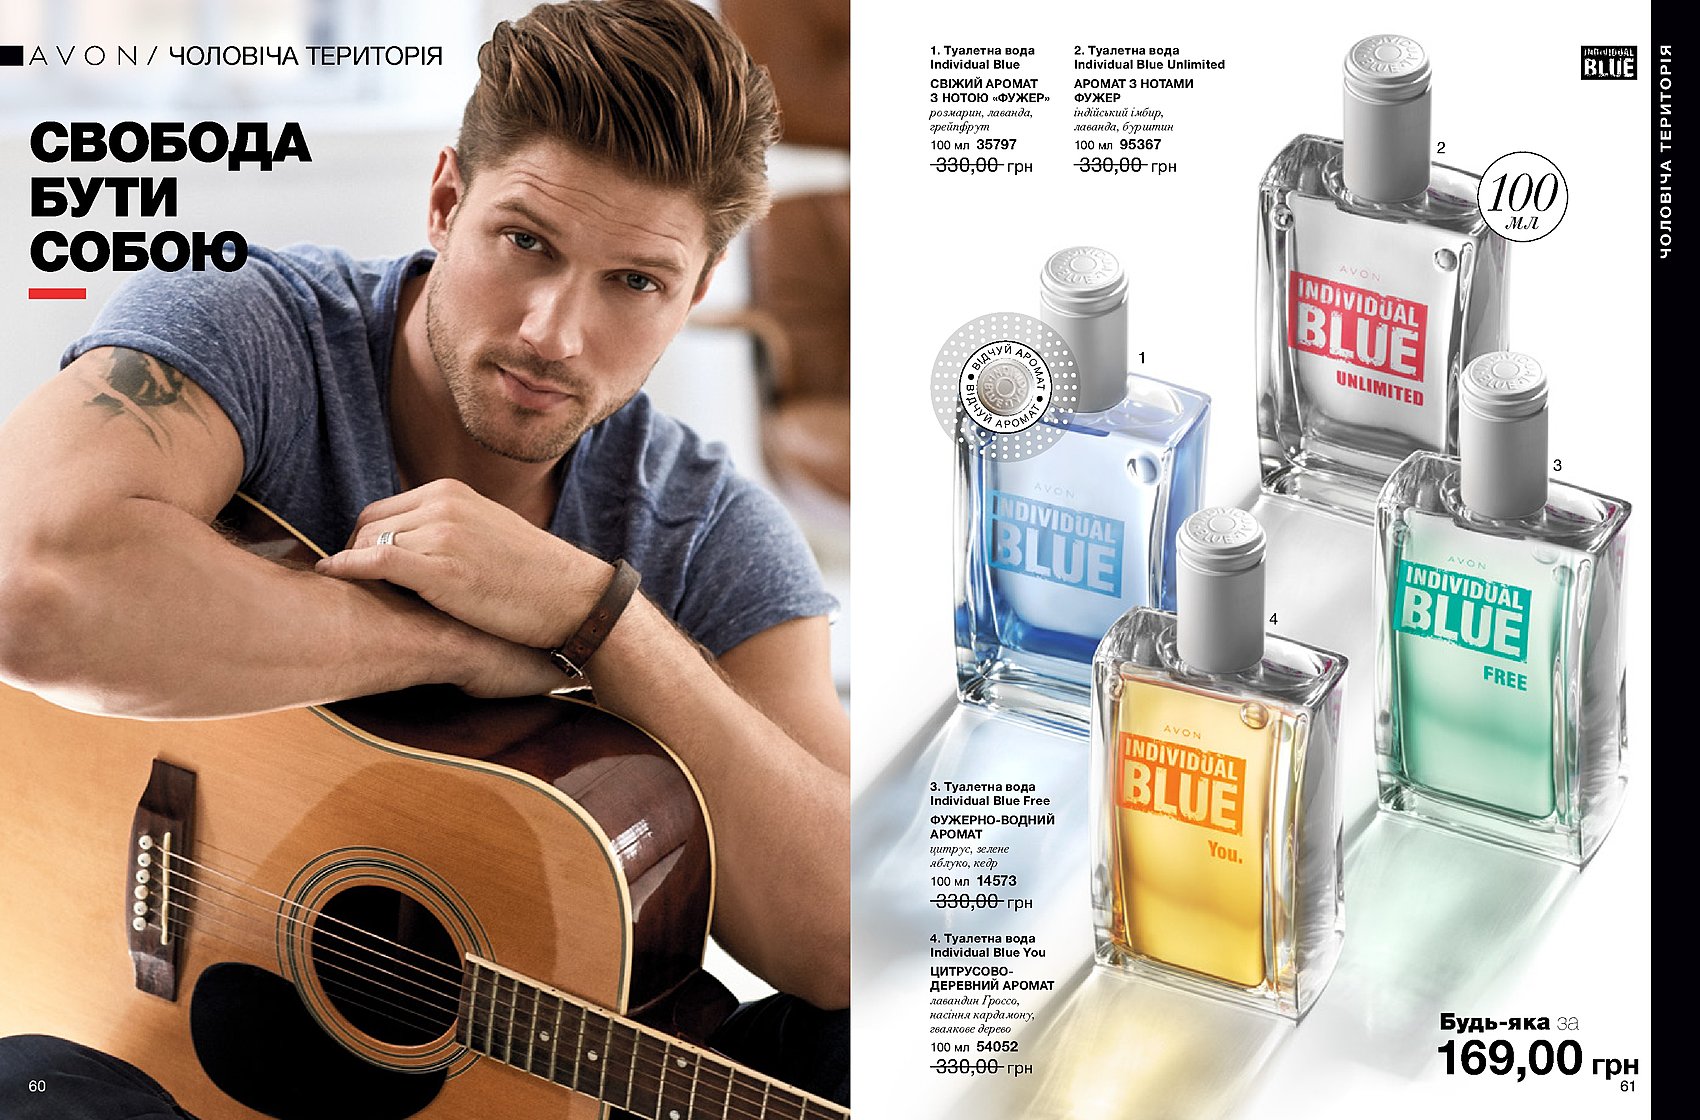 AVON / ЧОЛОВІЧА ТЕРИТОРІЯ
СВОБОДА
БУТИ
СОБОЮ
60
1. Туалетна вода
Individual Blue
СВІЖИЙ АРОМАТ
З НОТОЮ «ФУЖЕР»
розмарин, лаванда,
грейпфрут
100 мл 35797
330,00 грн
2. Туалетна вода
Individual Blue Unlimited
АРОМАТ З НОТАМИ
ФУЖЕР
індійський імбир,
лаванда, бурштин
100 мл 95367
330,00 грн
INDIVIDUAL
BLUE
ЧОЛОВІЧА ТЕРИТОРІЯ
2
100
мл
AVON
INDIVIDUAL
BLUE
UNLIMITED
1
ВІДЧУЙ АРОМАТ • ВІДЧУЙ АРОМАТ •
AVON
INDIVIDUAL
BLUE
3
AVON
INDIVIDUAL
BLUE
FREE
4
AVON
INDIVIDUAL
BLUE
You.
3. Туалетна вода
Individual Blue Free
ФУЖЕРНО-ВОДНИЙ
АРОМАТ
цитрус, зелене
яблуко, кедр
100 мл 14573
330,00 грн
4. Туалетна вода
Individual Blue You
ЦИТРУСОВО-
ДЕРЕВНИЙ АРОМАТ
лавандин Гроссо,
насіння кардамону,
гваякове дерево
100 мл 54052
330,00 грн
Будь-яка за
169,00 грн
61